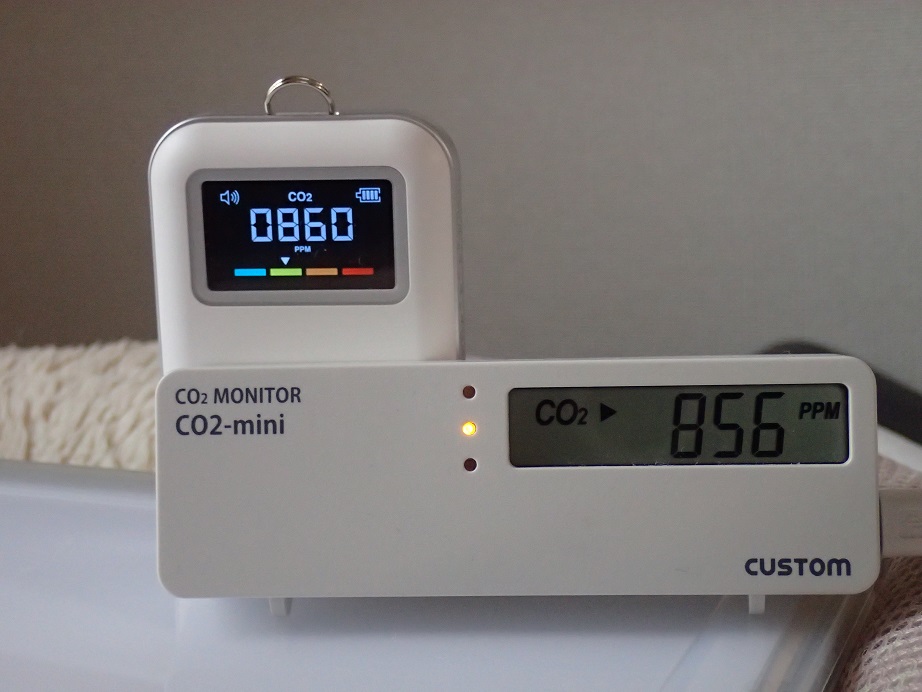 CO2
0860
PPM
CO2 MONITOR
CO2-mini
CO2 ▶ 856 PPM
CUSTOM